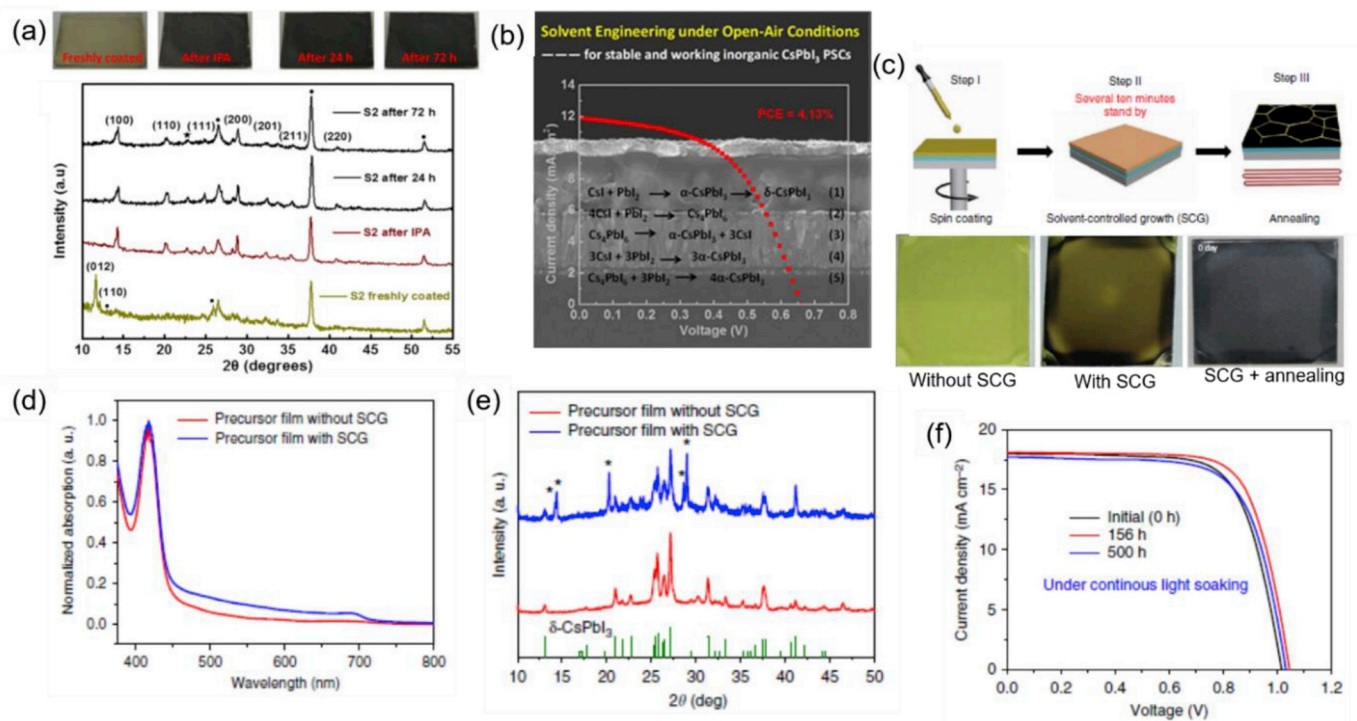 (a)
Freshly coated After IPA After 24 h After 72 h
Intensity (a.u)
(100) (110) (111) (200) (201) (211) (220)
S2 after 72 h
S2 after 24 h
S2 after IPA
(012)
(110)
S2 freshly coated
10 15 20 25 30 35 40 45 50 55
2θ (degrees)
(b)
Solvent Engineering under Open-Air Conditions
——— for stable and working inorganic CsPbI₃ PSCs
PCE = 4.13%
Current density (mA/cm²)
14
12
10
8
6
4
2
0
CsI + PbI₂ → α-CsPbI₃ → δ-CsPbI₃ (1)
4CsI + PbI₂ → Cs₄PbI₆ (2)
Cs₄PbI₆ → α-CsPbI₃ + 3CsI (3)
3CsI + 3PbI₂ → 3α-CsPbI₃ (4)
Cs₄PbI₆ + 3PbI₂ → 4α-CsPbI₃ (5)
0.0 0.1 0.2 0.3 0.4 0.5 0.6 0.7 0.8
Voltage (V)
(c)
Step I
Step II
Step III
Several ten minutes
stand by
Spin coating
Solvent-controlled growth (SCG)
Annealing
0 day
Without SCG
With SCG
SCG + annealing
(d)
Precursor film without SCG
Precursor film with SCG
Normalized absorption (a. u.)
1.0
0.8
0.6
0.4
0.2
0.0
400 500 600 700 800
Wavelength (nm)
(e)
Precursor film without SCG
Precursor film with SCG
Intensity (a. u.)
* * * * *
δ-CsPbI₃
10 15 20 25 30 35 40 45 50
2θ (deg)
(f)
Current density (mA cm⁻²)
20
15
10
5
0
Initial (0 h)
156 h
500 h
Under continous light soaking
0.0 0.2 0.4 0.6 0.8 1.0 1.2
Voltage (V)